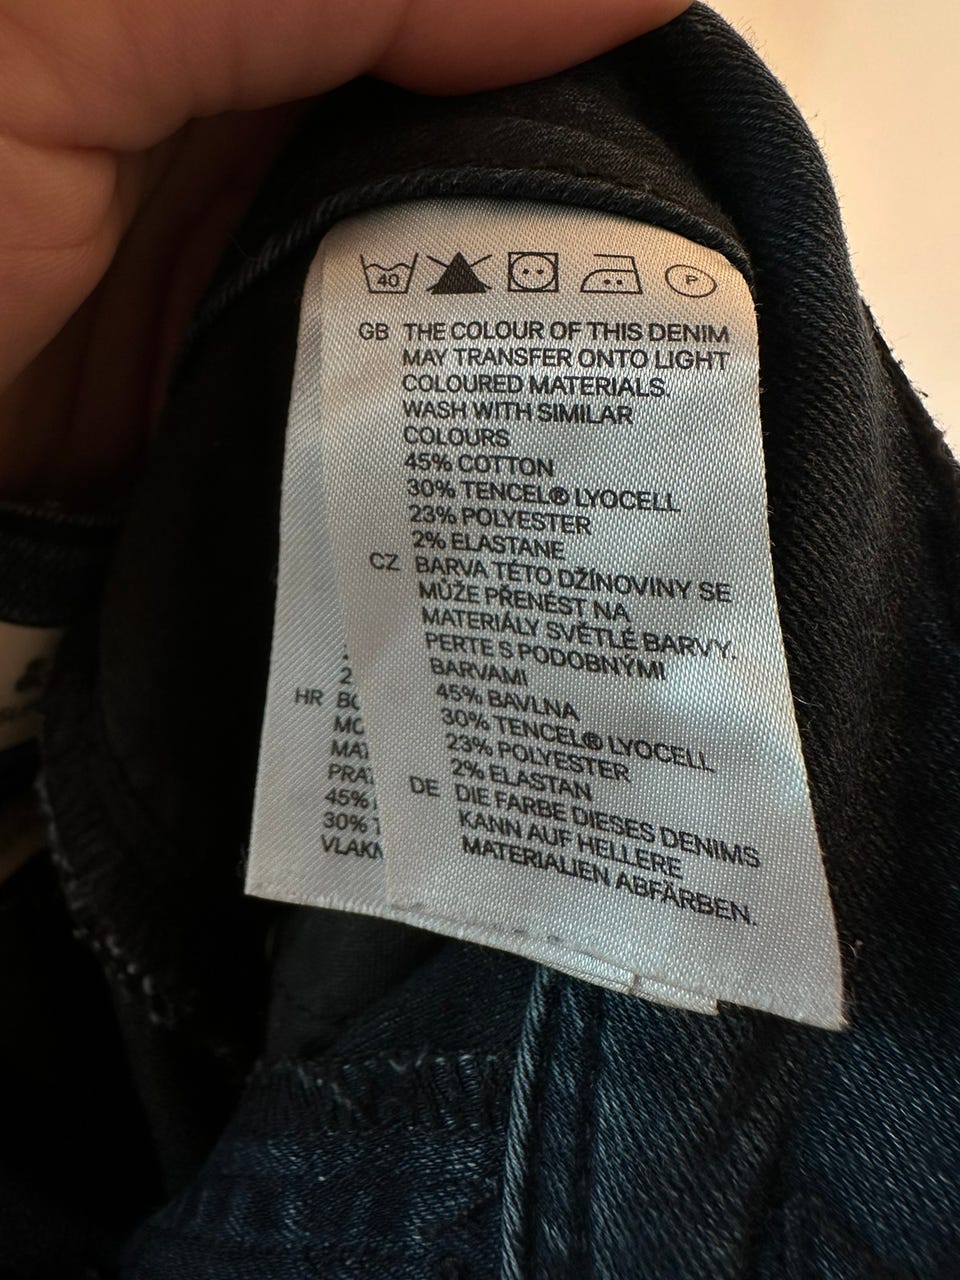 40
P
GB THE COLOUR OF THIS DENIM
MAY TRANSFER ONTO LIGHT
COLOURED MATERIALS.
WASH WITH SIMILAR
COLOURS
45% COTTON
30% TENCEL® LYOCELL
23% POLYESTER
2% ELASTANE
CZ BARVA TÉTO DŽÍNOVINY SE
MŮŽE PŘENÉST NA
MATERIÁLY SVĚTLÉ BARVY.
PERTE S PODOBNÝMI
BARVAMI
45% BAVLNA
30% TENCEL® LYOCELL
23% POLYESTER
2% ELASTAN
DE DIE FARBE DIESES DENIMS
KANN AUF HELLERE
MATERIALIEN ABFÄRBEN.
2
HR
45%
30%